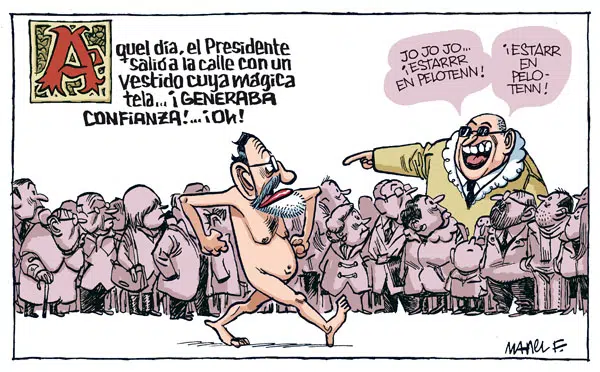 Aquel día, el Presidente
salió a la calle con un
vestido cuya mágica
tela... ¡GENERABA
CONFIANZA!... ¡OH!
JO JO JO...
¡ESTARRR
EN PELOTENN!
¡ESTARR
EN
PELO-
TENN!
MANEL F.